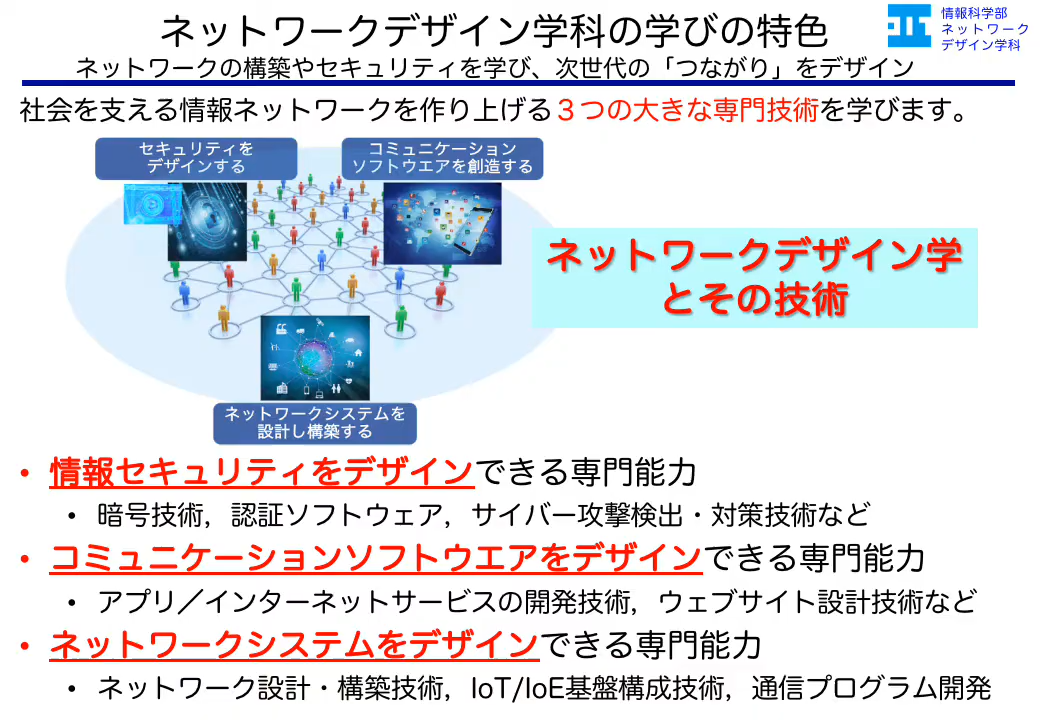 ネットワークデザイン学科の学びの特色
情報科学部
ネットワーク
デザイン学科
ネットワークの構築やセキュリティを学び、次世代の「つながり」をデザイン
社会を支える情報ネットワークを作り上げる３つの大きな専門技術を学びます。
セキュリティを
デザインする
コミュニケーション
ソフトウエアを創造する
ネットワークデザイン学
とその技術
ネットワークシステムを
設計し構築する
• 情報セキュリティをデザインできる専門能力
• 暗号技術，認証ソフトウェア，サイバー攻撃検出・対策技術など
• コミュニケーションソフトウエアをデザインできる専門能力
• アプリ／インターネットサービスの開発技術，ウェブサイト設計技術など
• ネットワークシステムをデザインできる専門能力
• ネットワーク設計・構築技術，IoT/IoE基盤構成技術，通信プログラム開発